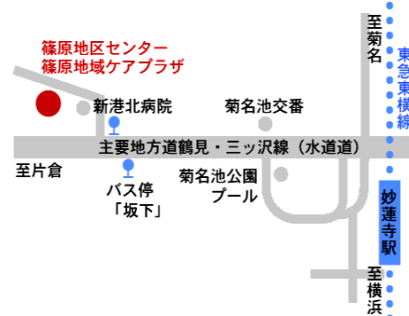 至菊名
東急東横線
篠原地区センター
篠原地域ケアプラザ
新港北病院
菊名池交番
主要地方道鶴見・三ッ沢線（水道道）
至片倉
バス停
「坂下」
菊名池公園
プール
妙蓮寺駅
至横浜